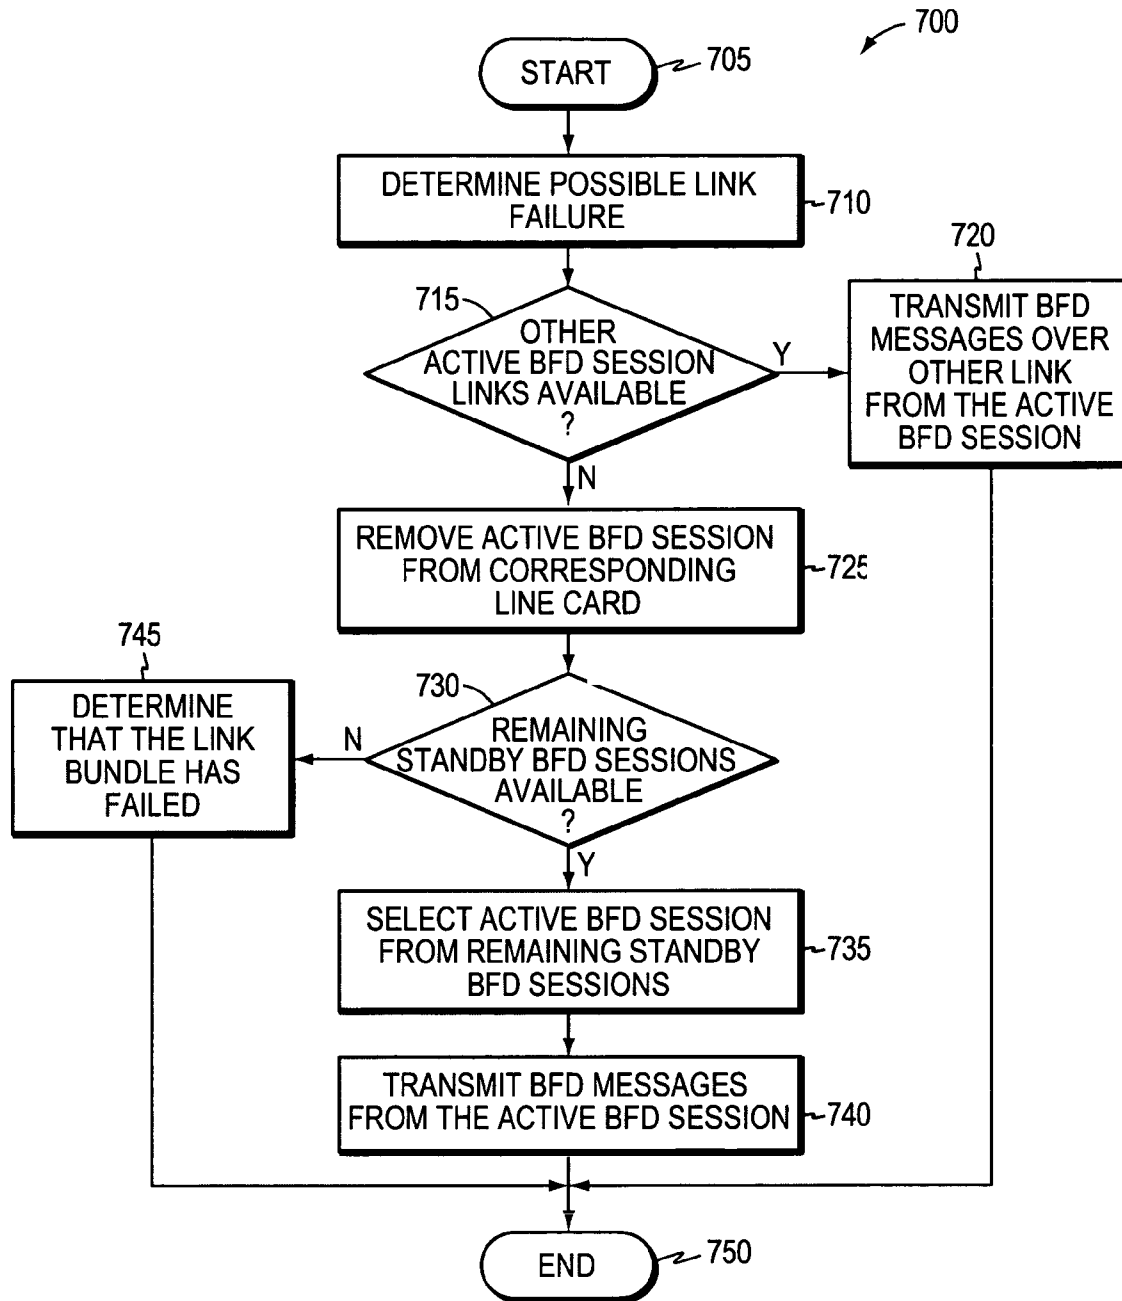 700
START
705
DETERMINE POSSIBLE LINK
FAILURE
710
715
OTHER
ACTIVE BFD SESSION
LINKS AVAILABLE
?
Y
N
720
TRANSMIT BFD
MESSAGES OVER
OTHER LINK
FROM THE ACTIVE
BFD SESSION
REMOVE ACTIVE BFD SESSION
FROM CORRESPONDING
LINE CARD
725
730
REMAINING
STANDBY BFD SESSIONS
AVAILABLE
?
N
Y
745
DETERMINE
THAT THE LINK
BUNDLE HAS
FAILED
SELECT ACTIVE BFD SESSION
FROM REMAINING STANDBY
BFD SESSIONS
735
TRANSMIT BFD MESSAGES
FROM THE ACTIVE BFD SESSION
740
END
750